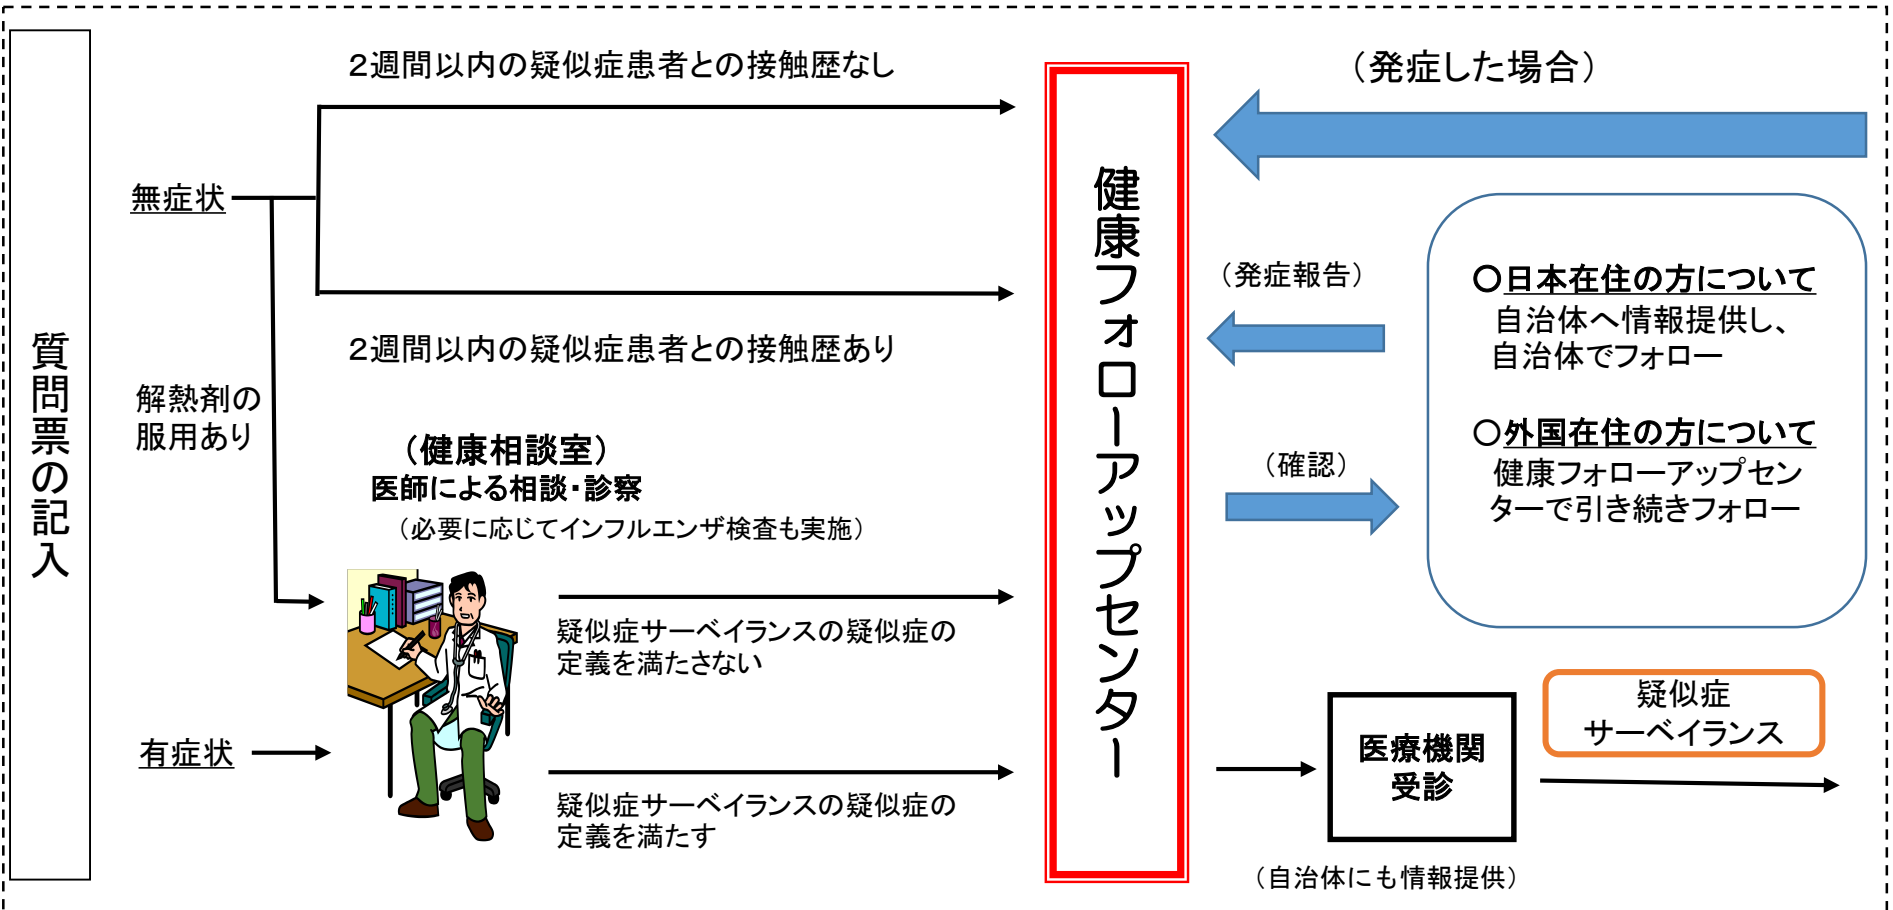 質問票の記入
無症状
２週間以内の疑似症患者との接触歴なし
２週間以内の疑似症患者との接触歴あり
解熱剤の
服用あり
（健康相談室）
医師による相談・診察
（必要に応じてインフルエンザ検査も実施）
疑似症サーベイランスの疑似症の
定義を満たさない
有症状
疑似症サーベイランスの疑似症の
定義を満たす
健康フォローアップセンター
（発症した場合）
（発症報告）
（確認）
〇日本在住の方について
自治体へ情報提供し、
自治体でフォロー
〇外国在住の方について
健康フォローアップセン
ターで引き続きフォロー
医療機関
受診
（自治体にも情報提供）
疑似症
サーベイランス